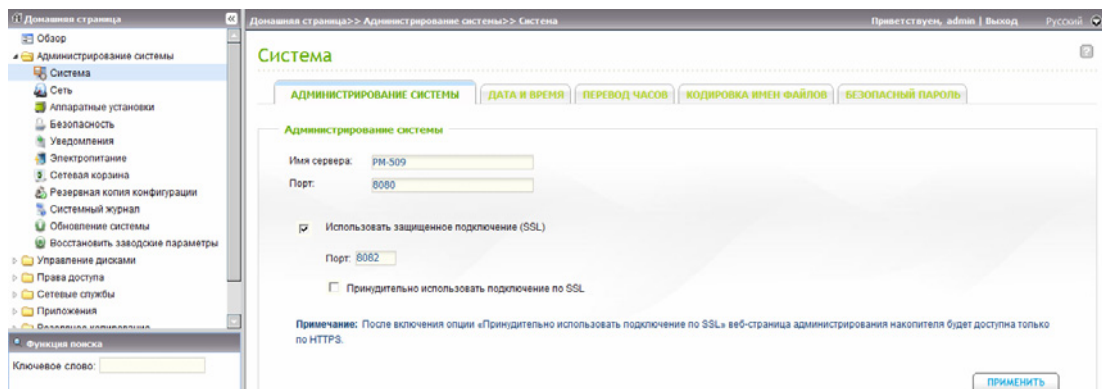 Домашняя страница
Домашняя страница>> Администрирование системы>> Система
Приветствуем, admin | Выход
Русский
Обзор
Администрирование системы
Система
Сеть
Аппаратные установки
Безопасность
Уведомления
Электропитание
Сетевая корзина
Резервная копия конфигурации
Системный журнал
Обновление системы
Восстановить заводские параметры
Управление дисками
Права доступа
Сетевые службы
Приложения
Резервное копирование
Функция поиска
Ключевое слово:
Система
АДМИНИСТРИРОВАНИЕ СИСТЕМЫ
ДАТА И ВРЕМЯ
ПЕРЕВОД ЧАСОВ
КОДИРОВКА ИМЕН ФАЙЛОВ
БЕЗОПАСНЫЙ ПАРОЛЬ
Администрирование системы
Имя сервера: PM-509
Порт: 8080
Использовать защищенное подключение (SSL)
Порт: 8082
Принудительно использовать подключение по SSL
Примечание: После включения опции «Принудительно использовать подключение по SSL» веб-страница администрирования накопителя будет доступна только
по HTTPS.
ПРИМЕНИТЬ